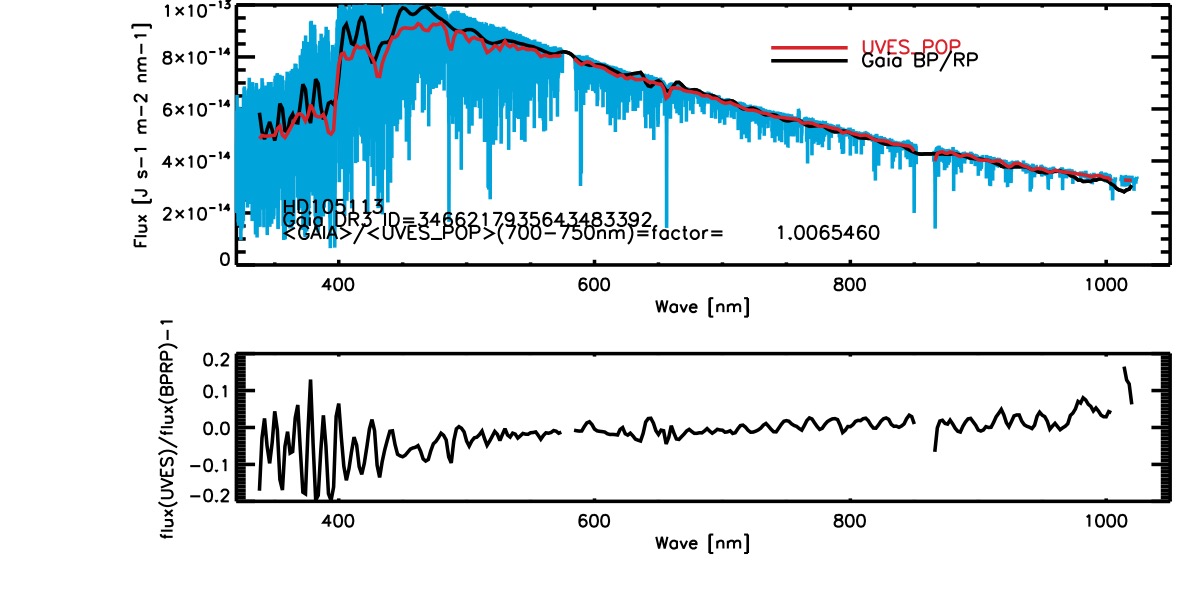 1×10−13
8×10−14
6×10−14
4×10−14
2×10−14
0
Flux [J s−1 m−2 nm−1]
UVES_POP
Gaia BP/RP
HD105113
Gaia DR3 ID=3466217935643483392
<GAIA>/<UVES_POP>(700−750nm)=factor= 1.0065460
400 600 800 1000
Wave [nm]
0.2
0.1
0.0
−0.1
−0.2
flux(UVES)/flux(BPRP)−1
400 600 800 1000
Wave [nm]